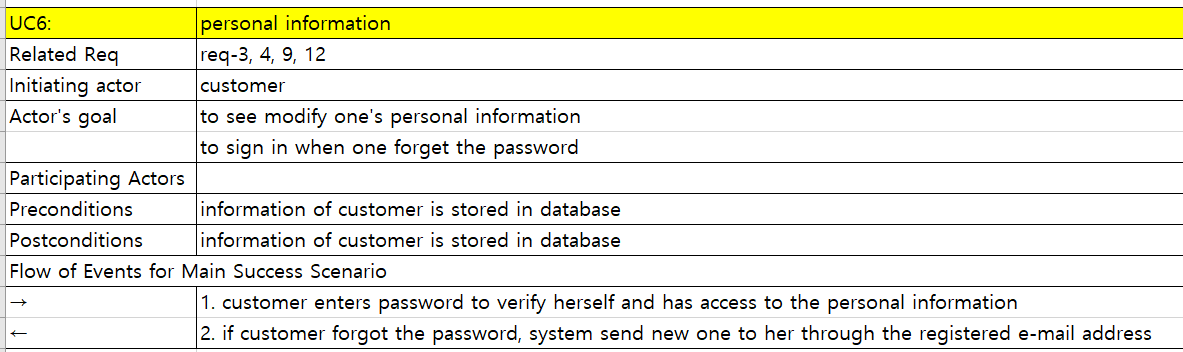 UC6: personal information
Related Req req-3, 4, 9, 12
Initiating actor customer
Actor's goal to see modify one's personal information
to sign in when one forget the password
Participating Actors
Preconditions information of customer is stored in database
Postconditions information of customer is stored in database
Flow of Events for Main Success Scenario
→ 1. customer enters password to verify herself and has access to the personal information
← 2. if customer forgot the password, system send new one to her through the registered e-mail address